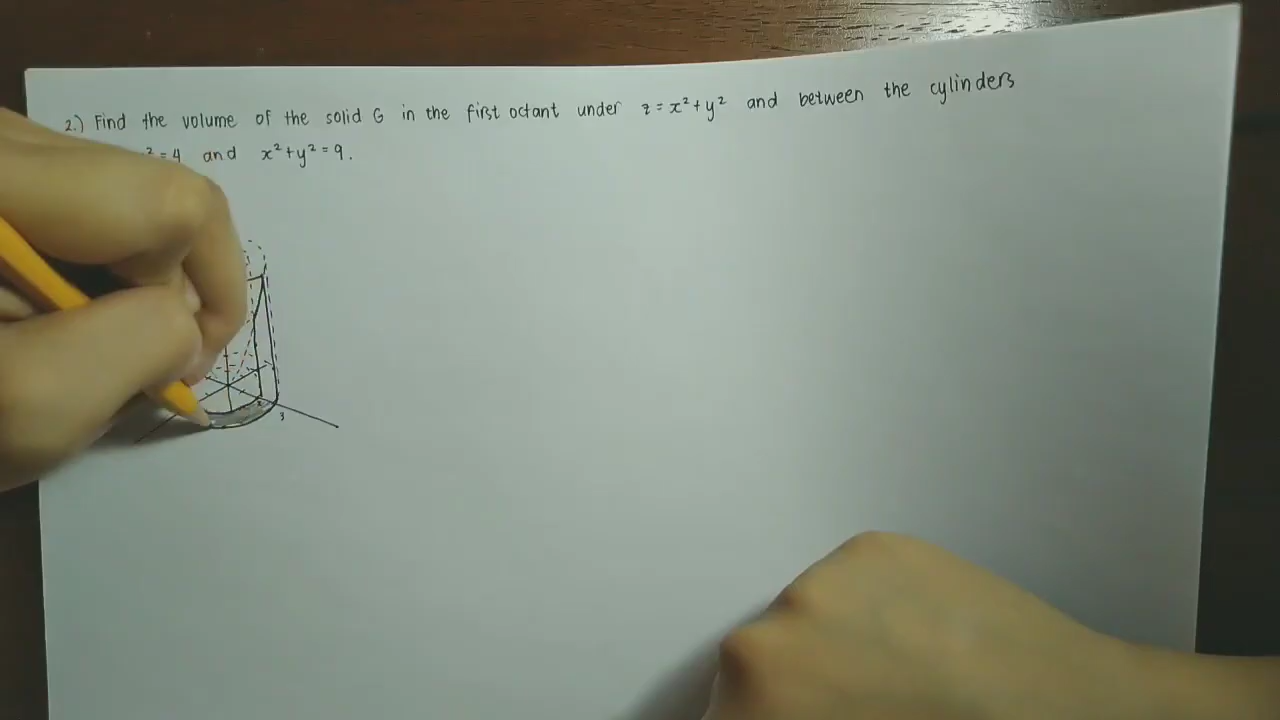 2.) Find the volume of the solid G in the first octant under z = x² + y² and between the cylinders
² = 4 and x² + y² = 9.
3